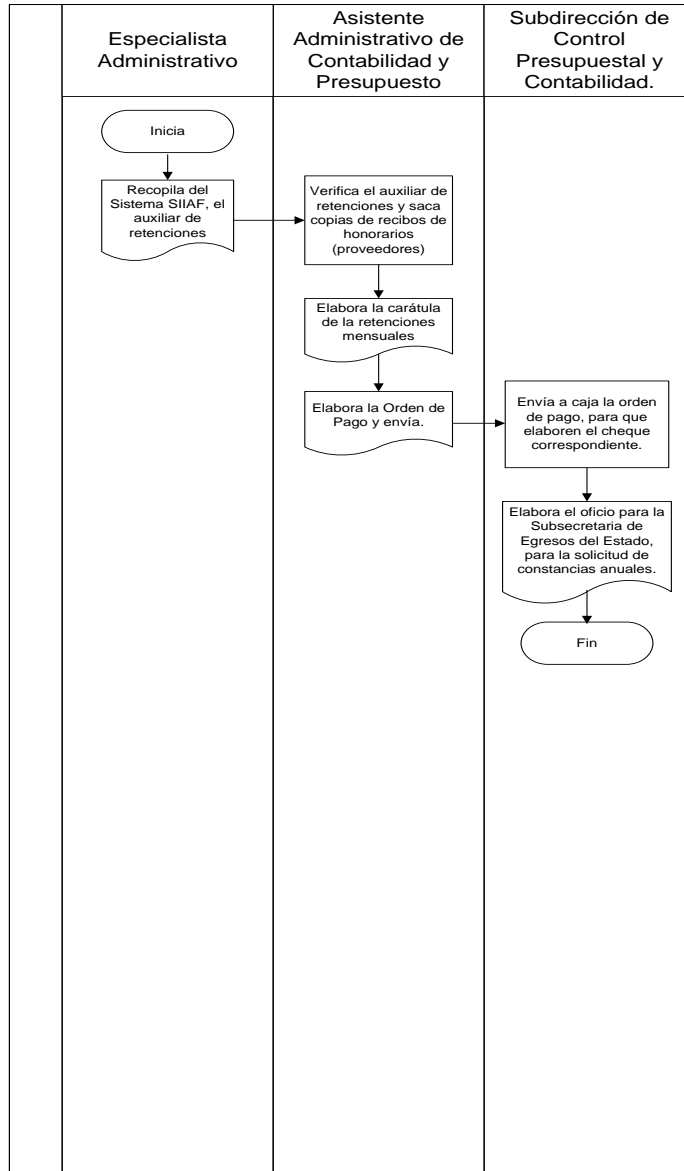 Especialista
Administrativo
Asistente
Administrativo de
Contabilidad y
Presupuesto
Subdirección de
Control
Presupuestal y
Contabilidad.
Inicia
Recopila del
Sistema SIIAF, el
auxiliar de
retenciones
Verifica el auxiliar de
retenciones y saca
copias de recibos de
honorarios
(proveedores)
Elabora la carátula
de la retenciones
mensuales
Elabora la Orden de
Pago y envía.
Envía a caja la orden
de pago, para que
elaboren el cheque
correspondiente.
Elabora el oficio para la
Subsecretaria de
Egresos del Estado,
para la solicitud de
constancias anuales.
Fin